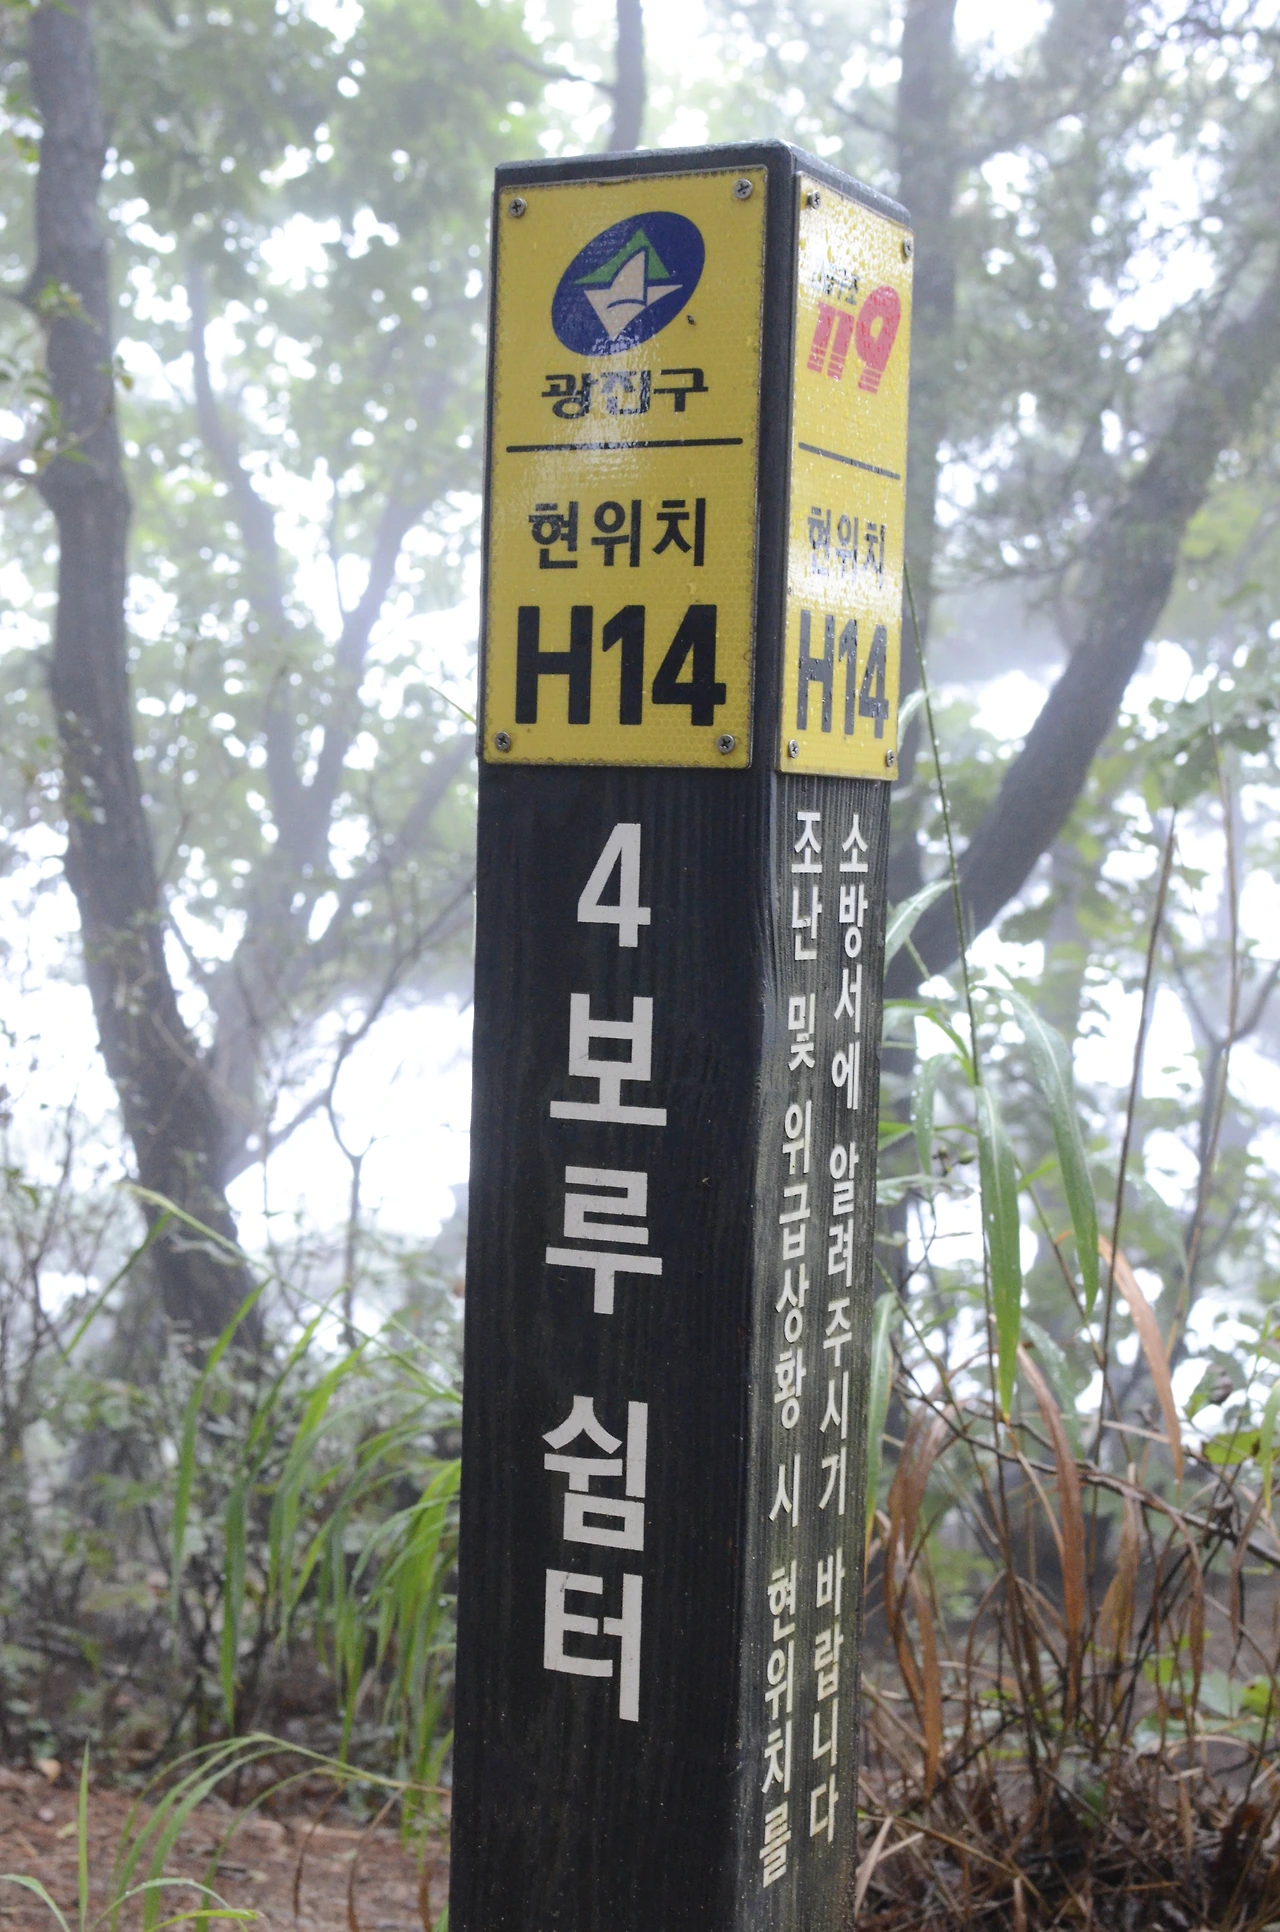 광진구
현위치
H14
4보루 쉼터
119
현위치
H14
조난 및 위급상황 시 현위치를
소방서에 알려주시기 바랍니다